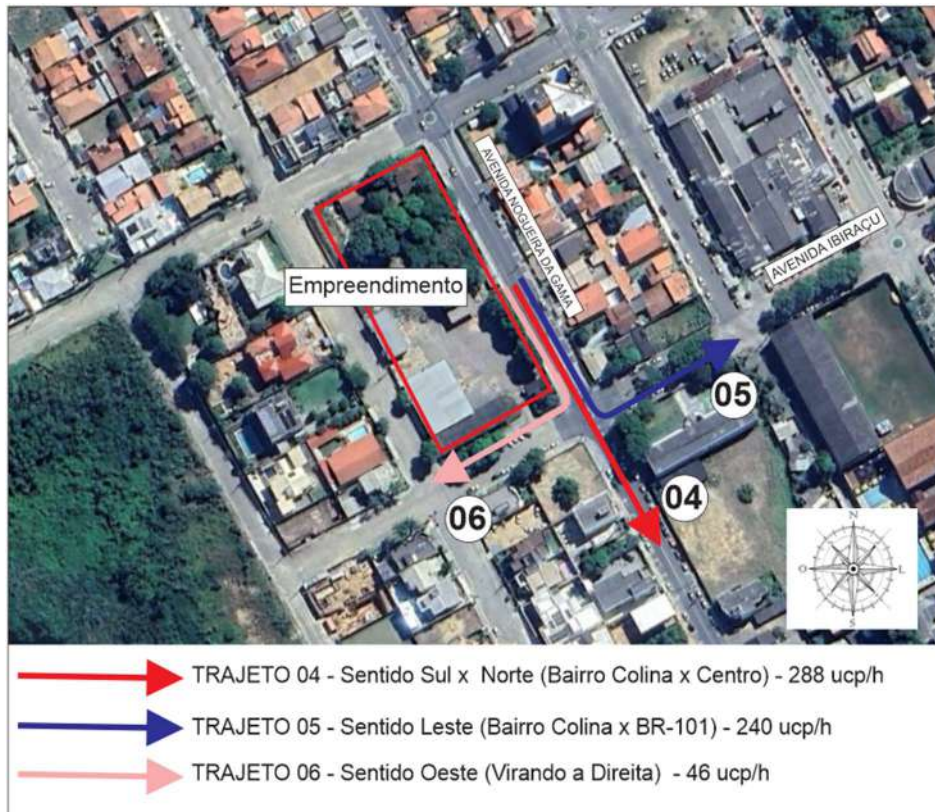 AVENIDA NOGUEIRA DA GAMA
AVENIDA IBIRAÇU
Empreendimento
05
04
06
N
O
L
S
TRAJETO 04 - Sentido Sul x Norte (Bairro Colina x Centro) - 288 ucp/h
TRAJETO 05 - Sentido Leste (Bairro Colina x BR-101) - 240 ucp/h
TRAJETO 06 - Sentido Oeste (Virando a Direita) - 46 ucp/h